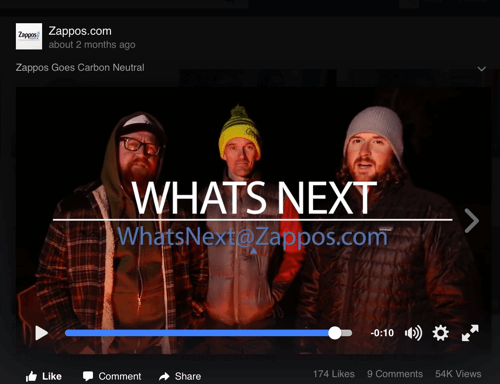 Zappos
Zappos.com
about 2 months ago
Zappos Goes Carbon Neutral
WHATS NEXT
WhatsNext@Zappos.com
-0:10
Like
Comment
Share
174 Likes
9 Comments
54K Views